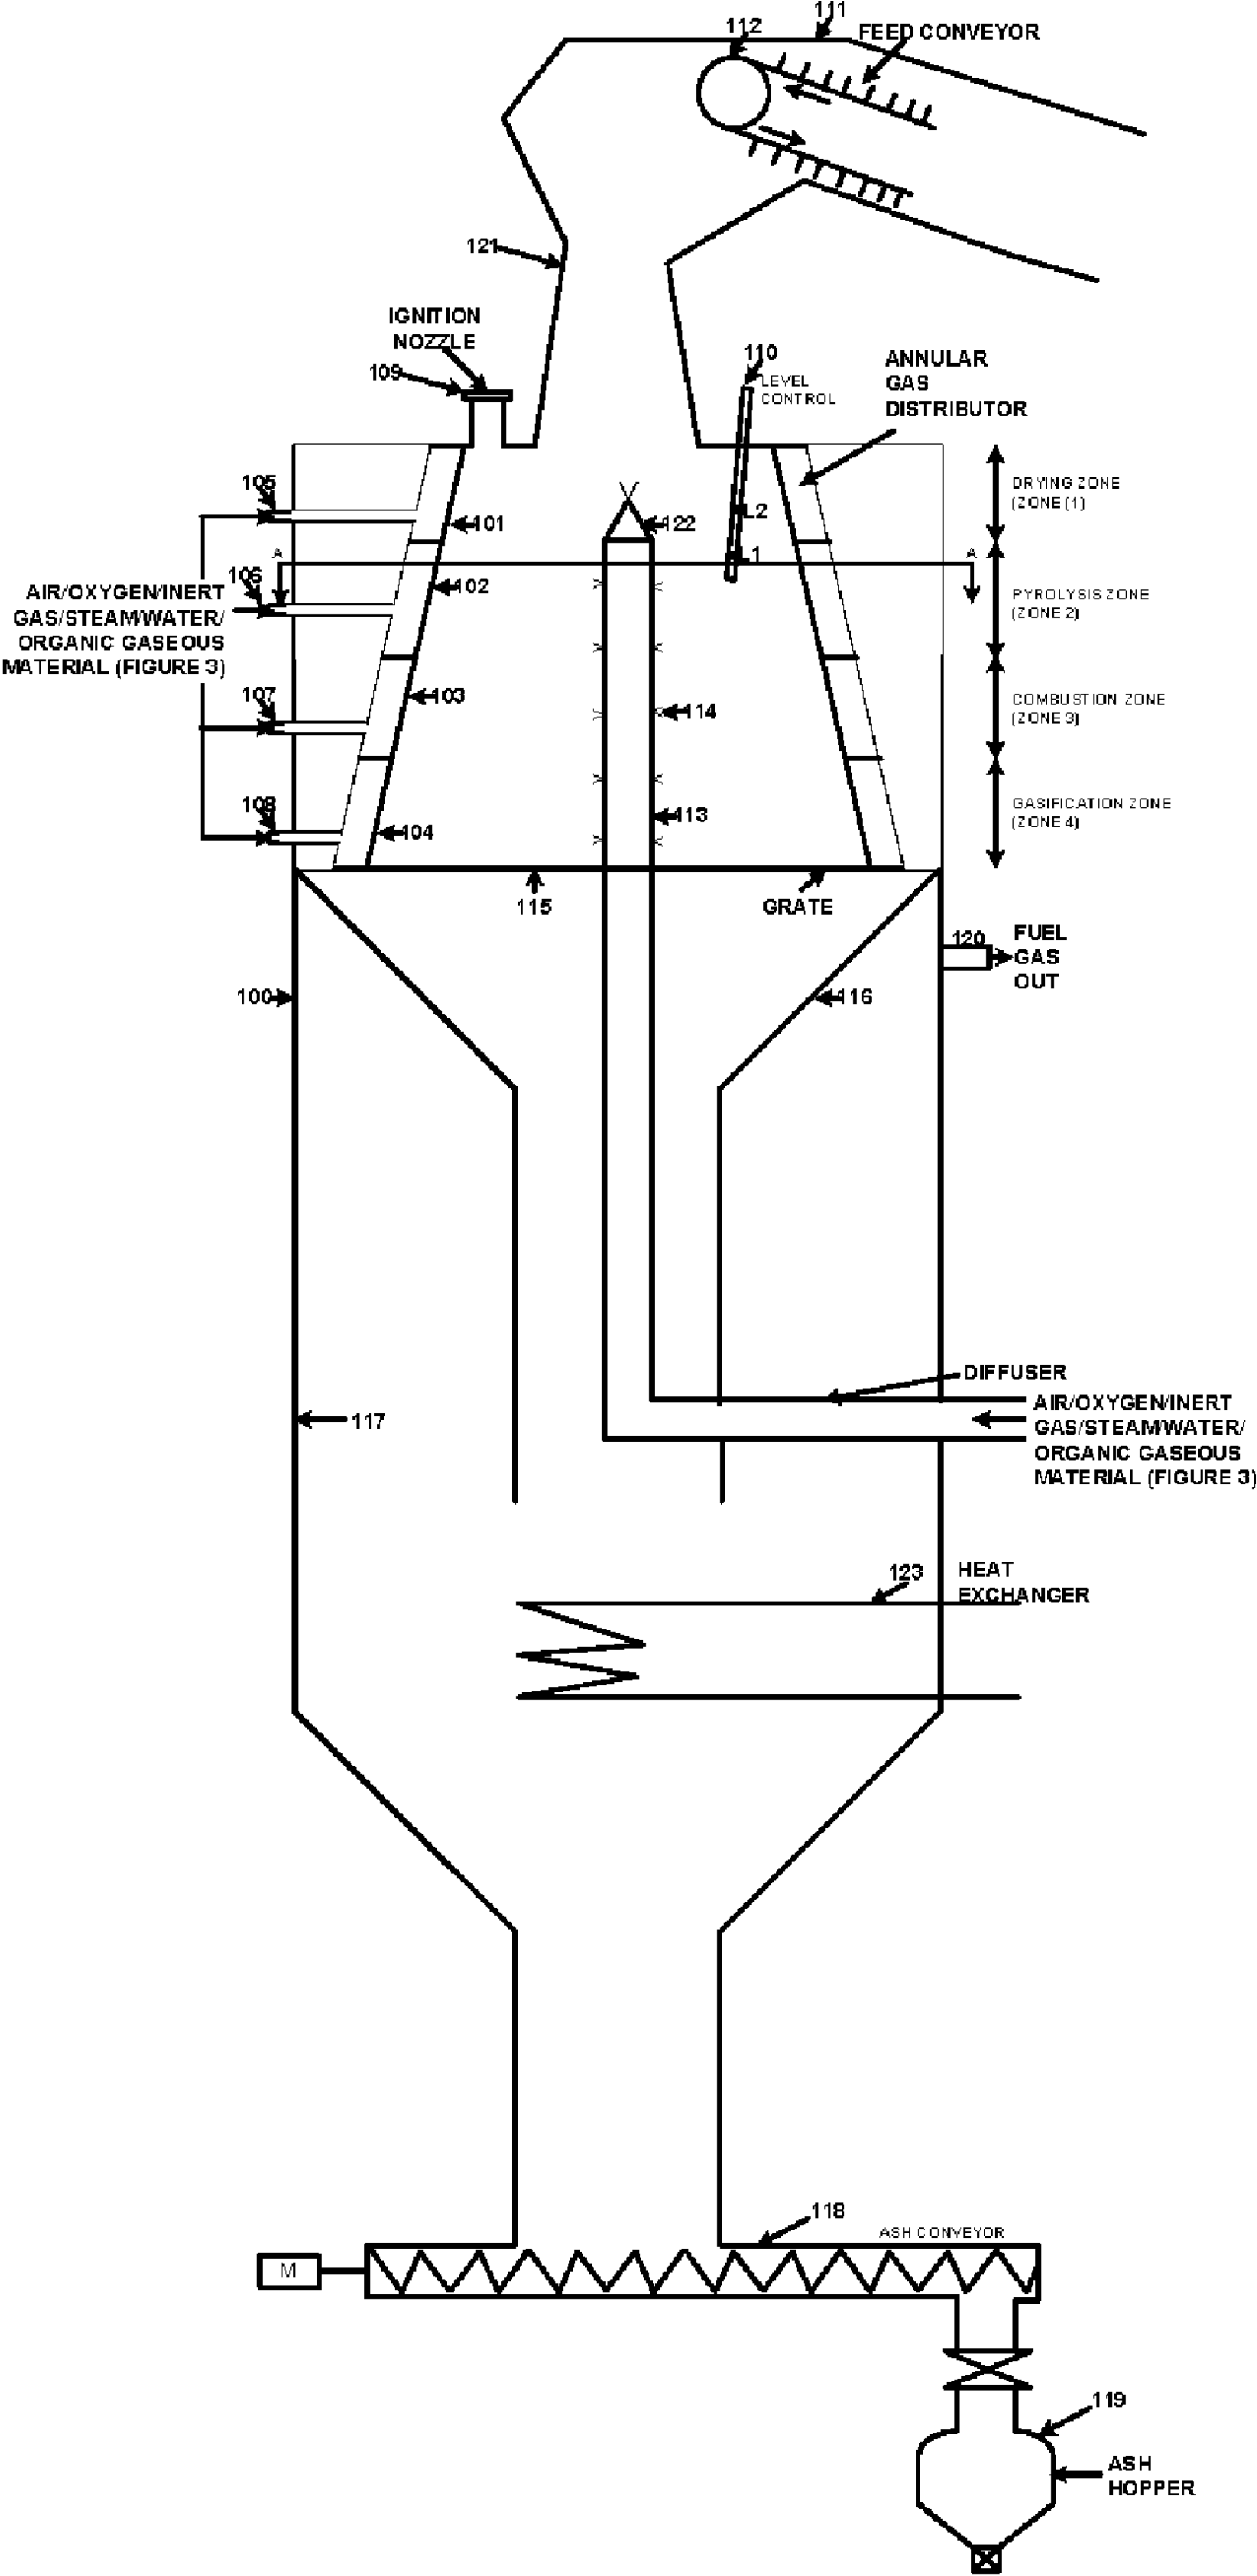 111
112
FEED CONVEYOR
121
IGNITION
NOZZLE
109
110
LEVEL
CONTROL
ANNULAR
GAS
DISTRIBUTOR
105
101
122
L2
DRYING ZONE
(ZONE (1)
A
L1
A
106
102
AIR/OXYGEN/INERT
GAS/STEAM/WATER/
ORGANIC GASEOUS
MATERIAL (FIGURE 3)
PYROLYSIS ZONE
(ZONE 2)
107
103
114
COMBUSTION ZONE
(ZONE 3)
108
104
113
GASIFICATION ZONE
(ZONE 4)
115
GRATE
120
FUEL
GAS
OUT
100
116
DIFFUSER
117
AIR/OXYGEN/INERT
GAS/STEAM/WATER/
ORGANIC GASEOUS
MATERIAL (FIGURE 3)
123
HEAT
EXCHANGER
118
ASH CONVEYOR
M
119
ASH
HOPPER